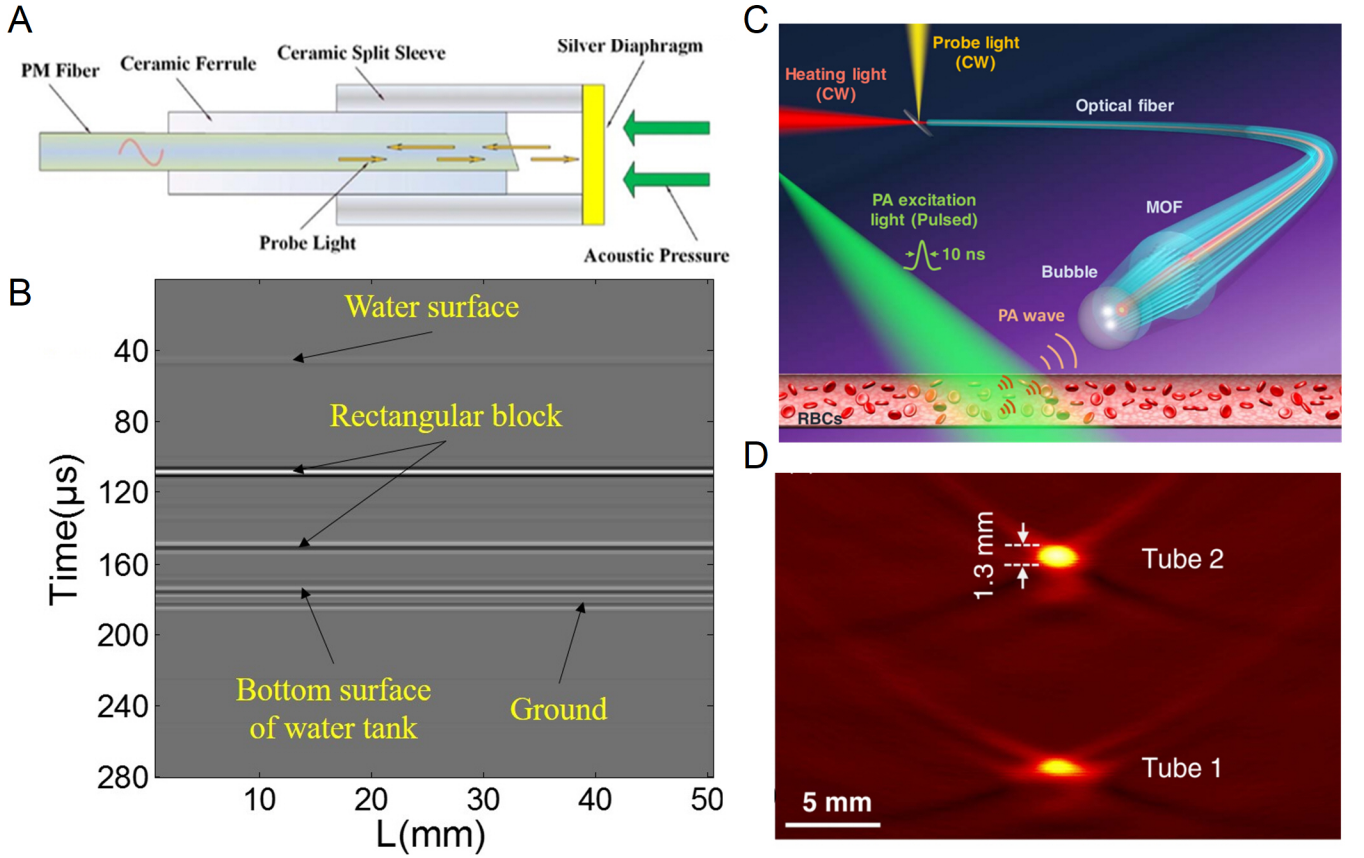 A
PM Fiber
Ceramic Ferrule
Ceramic Split Sleeve
Silver Diaphragm
Probe Light
Acoustic Pressure
B
Water surface
Rectangular block
Bottom surface
of water tank
Ground
Time(μs)
40
80
120
160
200
240
280
10
20
30
40
50
L(mm)
C
Probe light
(CW)
Heating light
(CW)
Optical fiber
PA excitation
light (Pulsed)
10 ns
MOF
Bubble
PA wave
RBCs
D
1.3 mm
Tube 2
Tube 1
5 mm